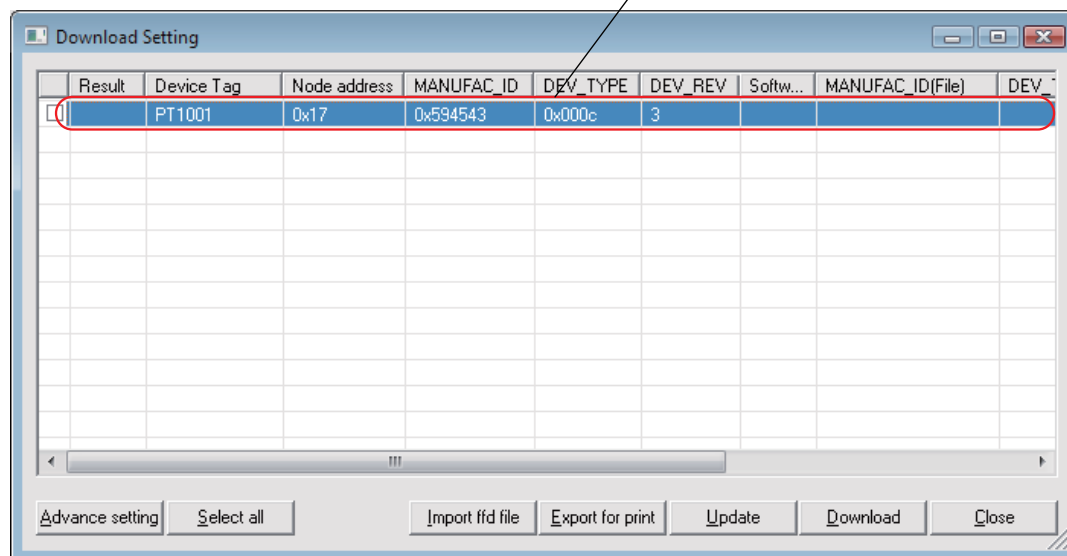 Download Setting
Result Device Tag Node address MANUFAC_ID DEV_TYPE DEV_REV Softw... MANUFAC_ID(File) DEV_
PT1001 0x17 0x594543 0x000c 3
Advance setting Select all Import ffd file Export for print Update Download Close